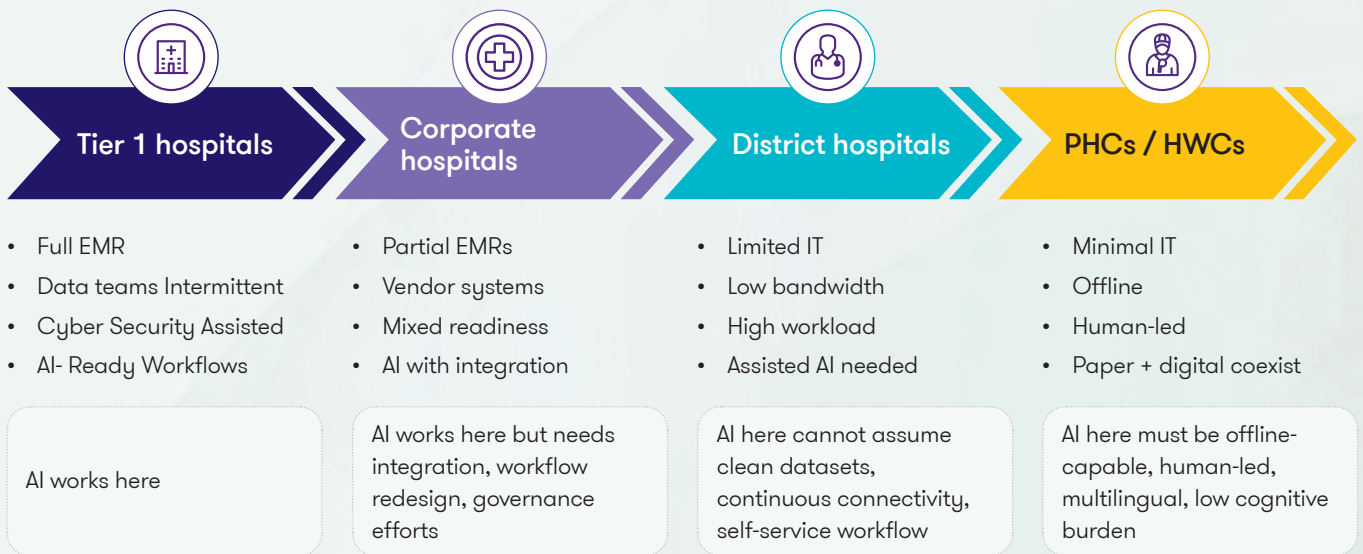 Tier 1 hospitals
Corporate
hospitals
District hospitals
PHCs / HWCs
• Full EMR
• Data teams Intermittent
• Cyber Security Assisted
• AI- Ready Workflows
• Partial EMRs
• Vendor systems
• Mixed readiness
• AI with integration
• Limited IT
• Low bandwidth
• High workload
• Assisted AI needed
• Minimal IT
• Offline
• Human-led
• Paper + digital coexist
AI works here
AI works here but needs
integration, workflow
redesign, governance
efforts
AI here cannot assume
clean datasets,
continuous connectivity,
self-service workflow
AI here must be offline-
capable, human-led,
multilingual, low cognitive
burden